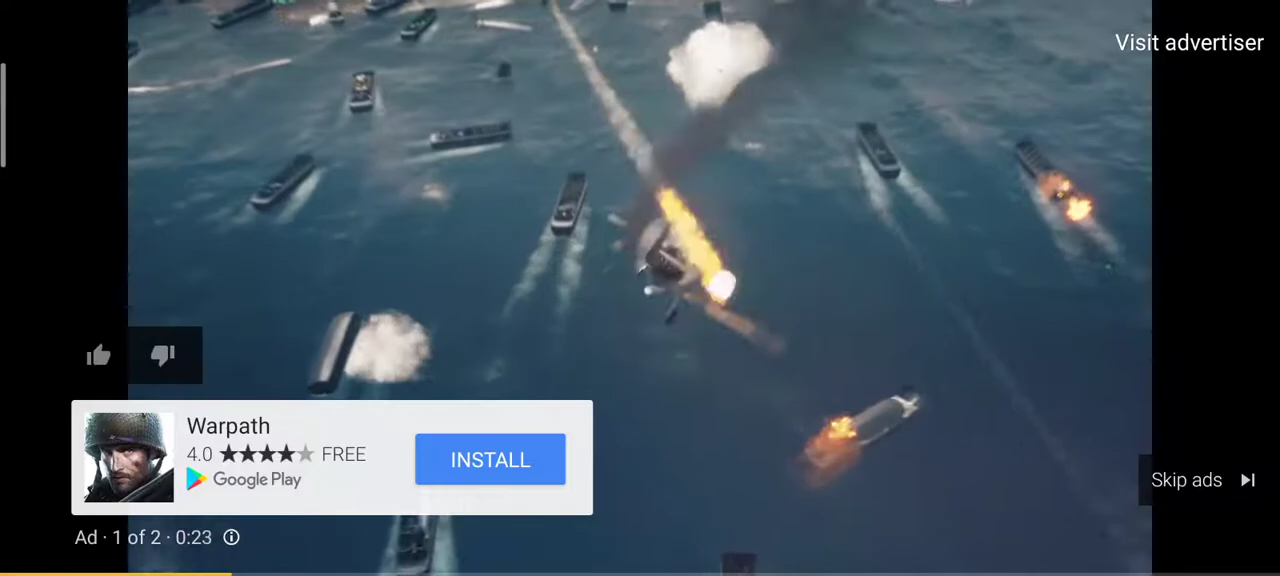 Visit advertiser
Warpath
4.0 ★★★★★ FREE
Google Play
INSTALL
Skip ads
Ad · 1 of 2 · 0:23